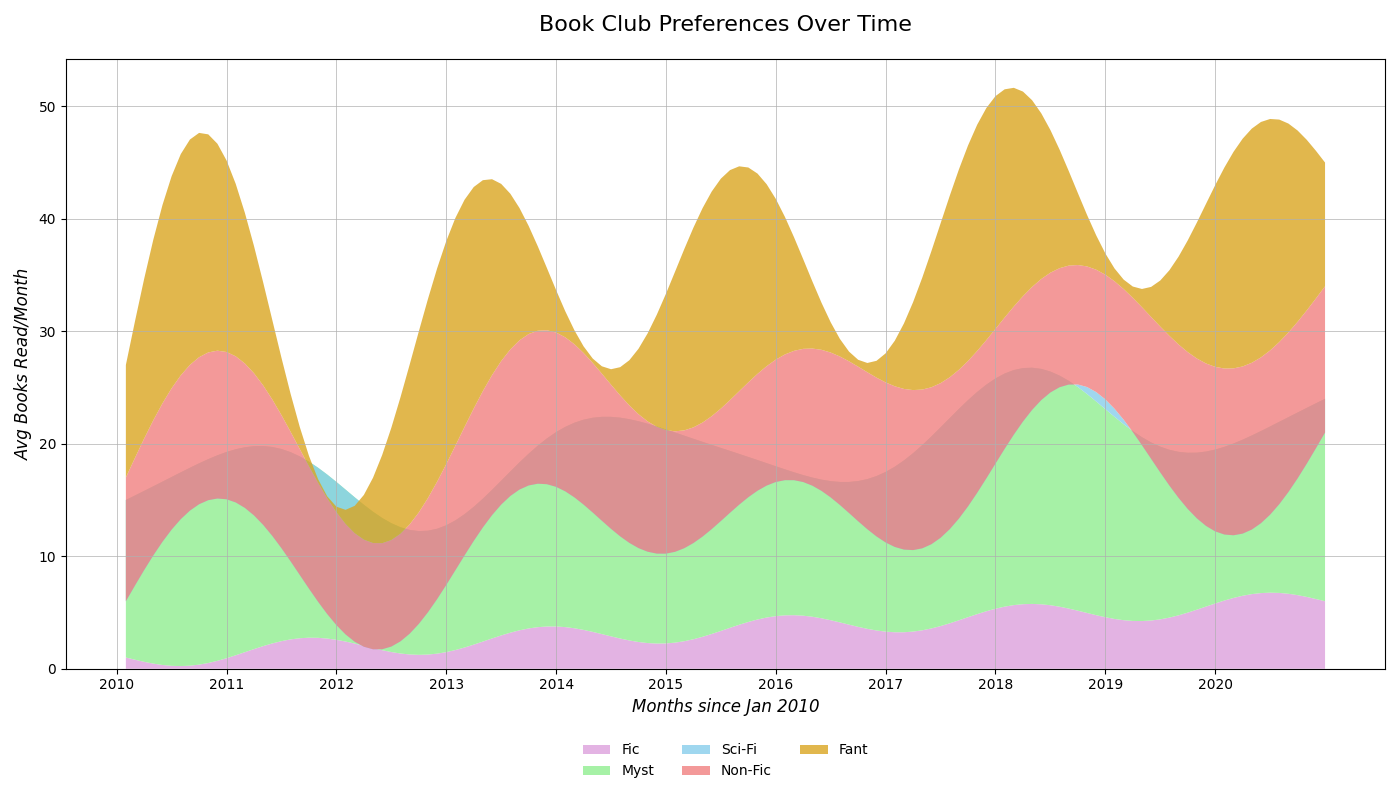 Book Club Preferences Over Time
Avg Books Read/Month
50
40
30
20
10
0
2010 2011 2012 2013 2014 2015 2016 2017 2018 2019 2020
Months since Jan 2010
Fic Sci-Fi Fant
Myst Non-Fic